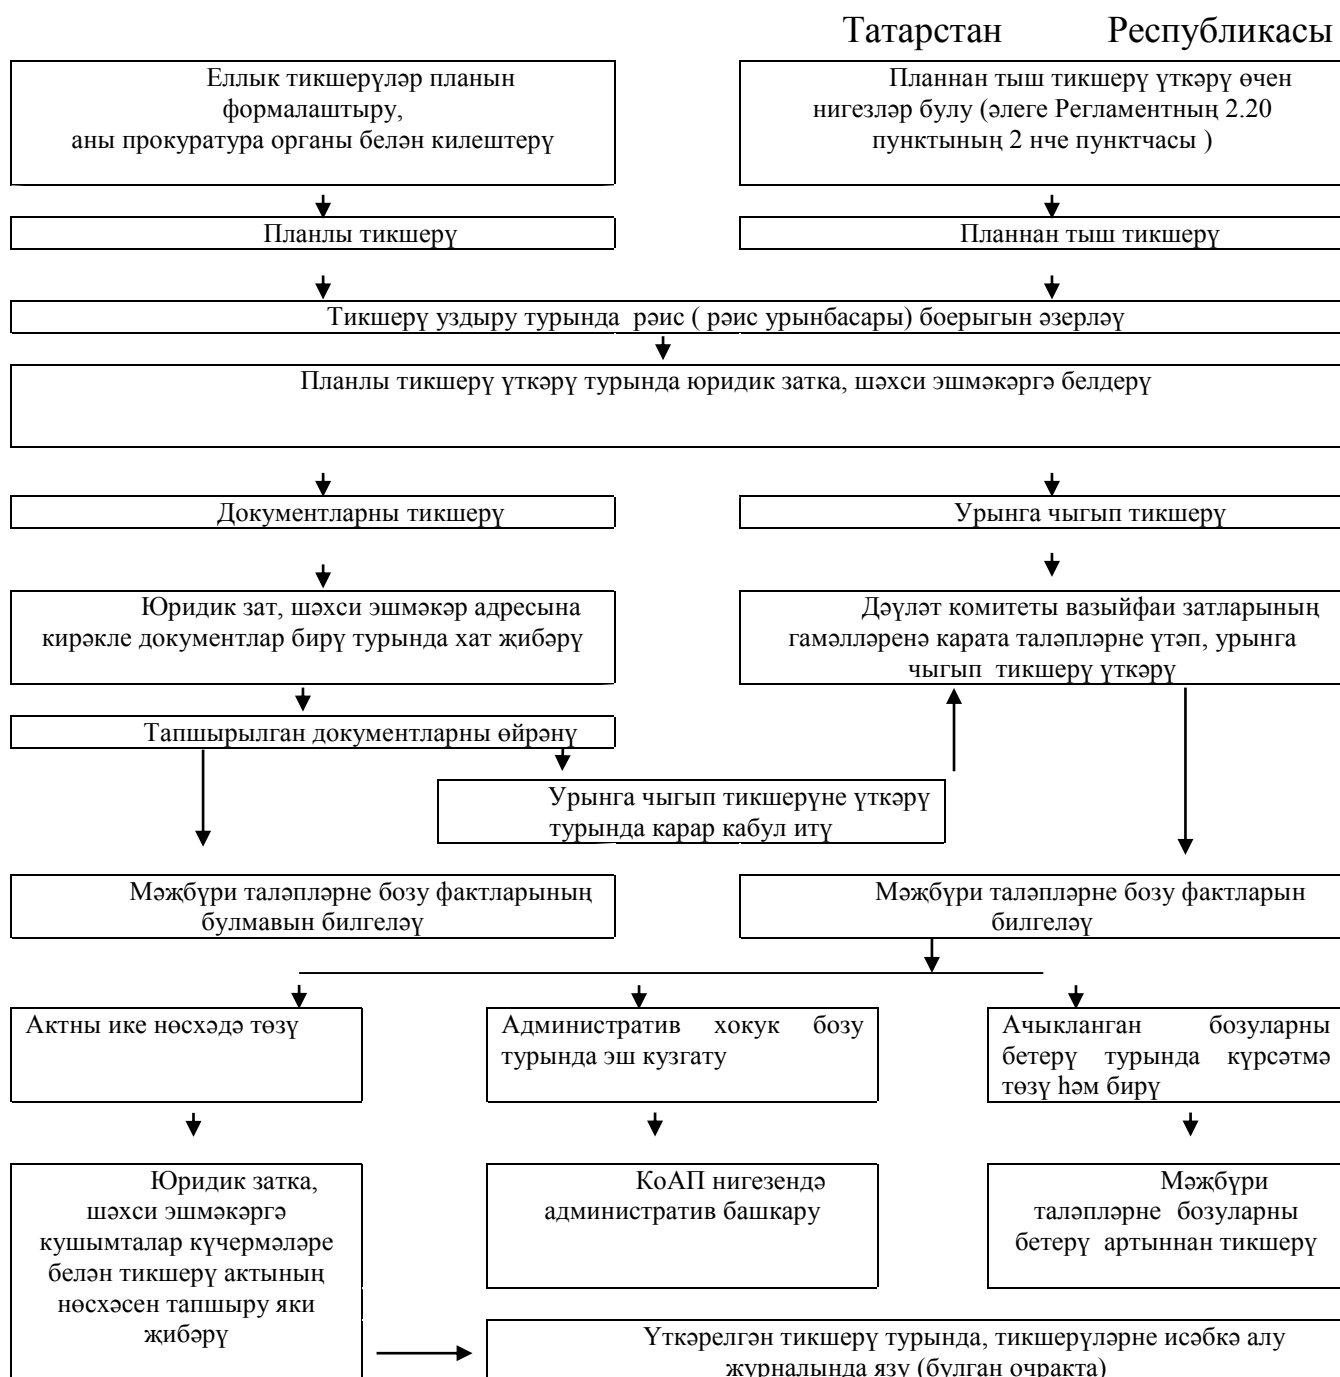 Татарстан Республикасы
Еллык тикшерүләр планын
формалаштыру,
аны прокуратура органы белән килештерү
Планнан тыш тикшерү үткәрү өчен
нигезләр булу (әлеге Регламентның 2.20
пунктының 2 нче пунктчасы )
Планлы тикшерү
Планнан тыш тикшерү
Тикшерү уздыру турында рәис ( рәис урынбасары) боерыгын әзерләү
Планлы тикшерү үткәрү турында юридик затка, шәхси эшмәкәргә белдерү
Документларны тикшерү
Урынга чыгып тикшерү
Юридик зат, шәхси эшмәкәр адресына
кирәкле документлар бирү турында хат җибәрү
Дәүләт комитеты вазыйфаи затларының
гамәлләренә карата таләпләрне үтәп, урынга
чыгып тикшерү үткәрү
Тапшырылган документларны өйрәнү
Урынга чыгып тикшерүне үткәрү
турында карар кабул итү
Мәҗбүри таләпләрне бозу фактларының
булмавын билгеләү
Мәҗбүри таләпләрне бозу фактларын
билгеләү
Актны ике нөсхәдә төзү
Административ хокук бозу
турында эш кузгату
Ачыкланган бозуларны
бетерү турында күрсәтмә
төзү һәм бирү
Юридик затка,
шәхси эшмәкәргә
кушымталар күчермәләре
белән тикшерү актының
нөсхәсен тапшыру яки
җибәрү
КоАП нигезендә
административ башкару
Мәҗбүри
таләпләрне бозуларны
бетерү артыннан тикшерү
Үткәрелгән тикшерү турында, тикшерүләрне исәбкә алу
журналында язу (булган очракта)